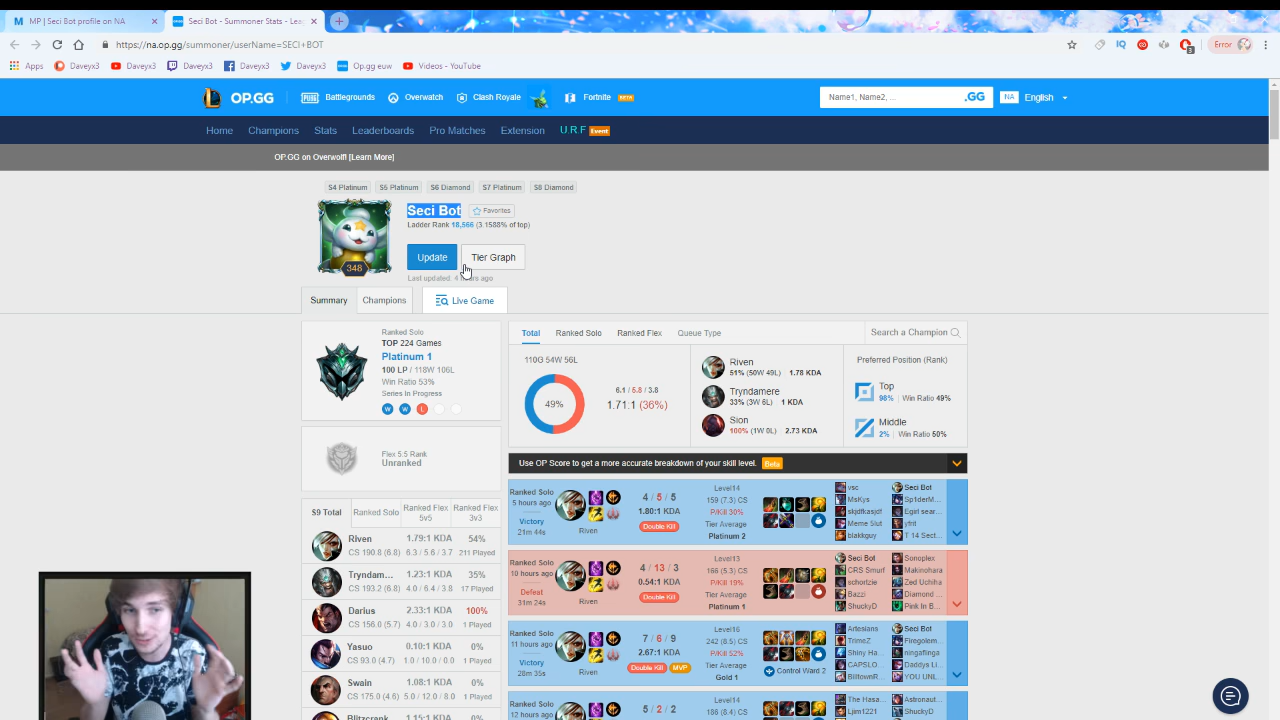 MP | Seci Bot profile on NA
Seci Bot - Summoner Stats - Lea
https://na.op.gg/summoner/userName=SECI+BOT
IQ
Error
Apps
Daveyx3
Daveyx3
Daveyx3
Daveyx3
Daveyx3
Op.gg euw
Videos - YouTube
OP.GG
Battlegrounds
Overwatch
Clash Royale
Fortnite BETA
Name1, Name2, ...
.GG
NA
English
Home
Champions
Stats
Leaderboards
Pro Matches
Extension
U.R.F Event
OP.GG on Overwolf! [Learn More]
S4 Platinum
S5 Platinum
S6 Diamond
S7 Platinum
S8 Diamond
Seci Bot
Favorites
Ladder Rank 18,566 (3.1588% of top)
348
Update
Tier Graph
Summary
Champions
Live Game
Ranked Solo
TOP 224 Games
Platinum 1
100 LP / 118W 106L
Win Ratio 53%
Series In Progress
W W L
Flex 5:5 Rank
Unranked
S9 Total
Ranked Solo
Ranked Flex 5v5
Ranked Flex 3v3
Riven
1.79:1 KDA
54%
CS 190.8 (6.8)
6.3 / 5.6 / 3.7
211 Played
Tryndam...
1.23:1 KDA
35%
CS 193.2 (6.8)
4.0 / 6.4 / 3.8
17 Played
Darius
2.33:1 KDA
100%
CS 156.0 (5.7)
4.0 / 3.0 / 3.0
1 Played
Yasuo
0.10:1 KDA
0%
CS 93.0 (4.7)
1.0 / 10.0 / 0.0
1 Played
Swain
1.08:1 KDA
0%
CS 175.0 (4.6)
5.0 / 12.0 / 8.0
1 Played
Blitzcrank
1.15:1 KDA
0%
Total
Ranked Solo
Ranked Flex
Queue Type
Search a Champion
110G 54W 56L
49%
6.1 / 5.8 / 3.8
1.71:1 (36%)
Riven
51% (50W 49L) 1.78 KDA
Tryndamere
33% (3W 6L) 1 KDA
Sion
100% (1W 0L) 2.73 KDA
Preferred Position (Rank)
Top
98% Win Ratio 49%
Middle
2% Win Ratio 50%
Use OP Score to get a more accurate breakdown of your skill level. Beta
Ranked Solo
5 hours ago
Victory
21m 44s
Riven
4 / 5 / 5
1.80:1 KDA
Double Kill
Level14
159 (7.3) CS
P/Kill 30%
Tier Average
Platinum 2
vsc
MsKys
skjdfkasjdf
Meme Slut
blakkguy
Seci Bot
Sp1derM...
Egirl sear...
yfrit
T 14 Sect...
Ranked Solo
10 hours ago
Defeat
31m 24s
Riven
4 / 13 / 3
0.54:1 KDA
Double Kill
Level13
166 (5.3) CS
P/Kill 19%
Tier Average
Platinum 1
Seci Bot
CRS Smurf
schorlzie
Bazzi
ShuckyD
Sonoplex
Makinohara
Zed Uchiha
Diamond ...
Pink In B...
Ranked Solo
11 hours ago
Victory
28m 35s
Riven
7 / 6 / 9
2.67:1 KDA
Double Kill
MVP
Level16
242 (8.5) CS
P/Kill 52%
Tier Average
Gold 1
Control Ward 2
Artesians
TrimeZ
Shiny Ha...
CAPSLO...
BilltownR...
Seci Bot
Firegolem...
ningafinga
Daddys Li...
YOU UNL...
Ranked Solo
12 hours ago
5 / 2 / 2
Level14
186 (8.4) CS
The Hasa...
Ljim1221
Astronaut...
ShuckyD